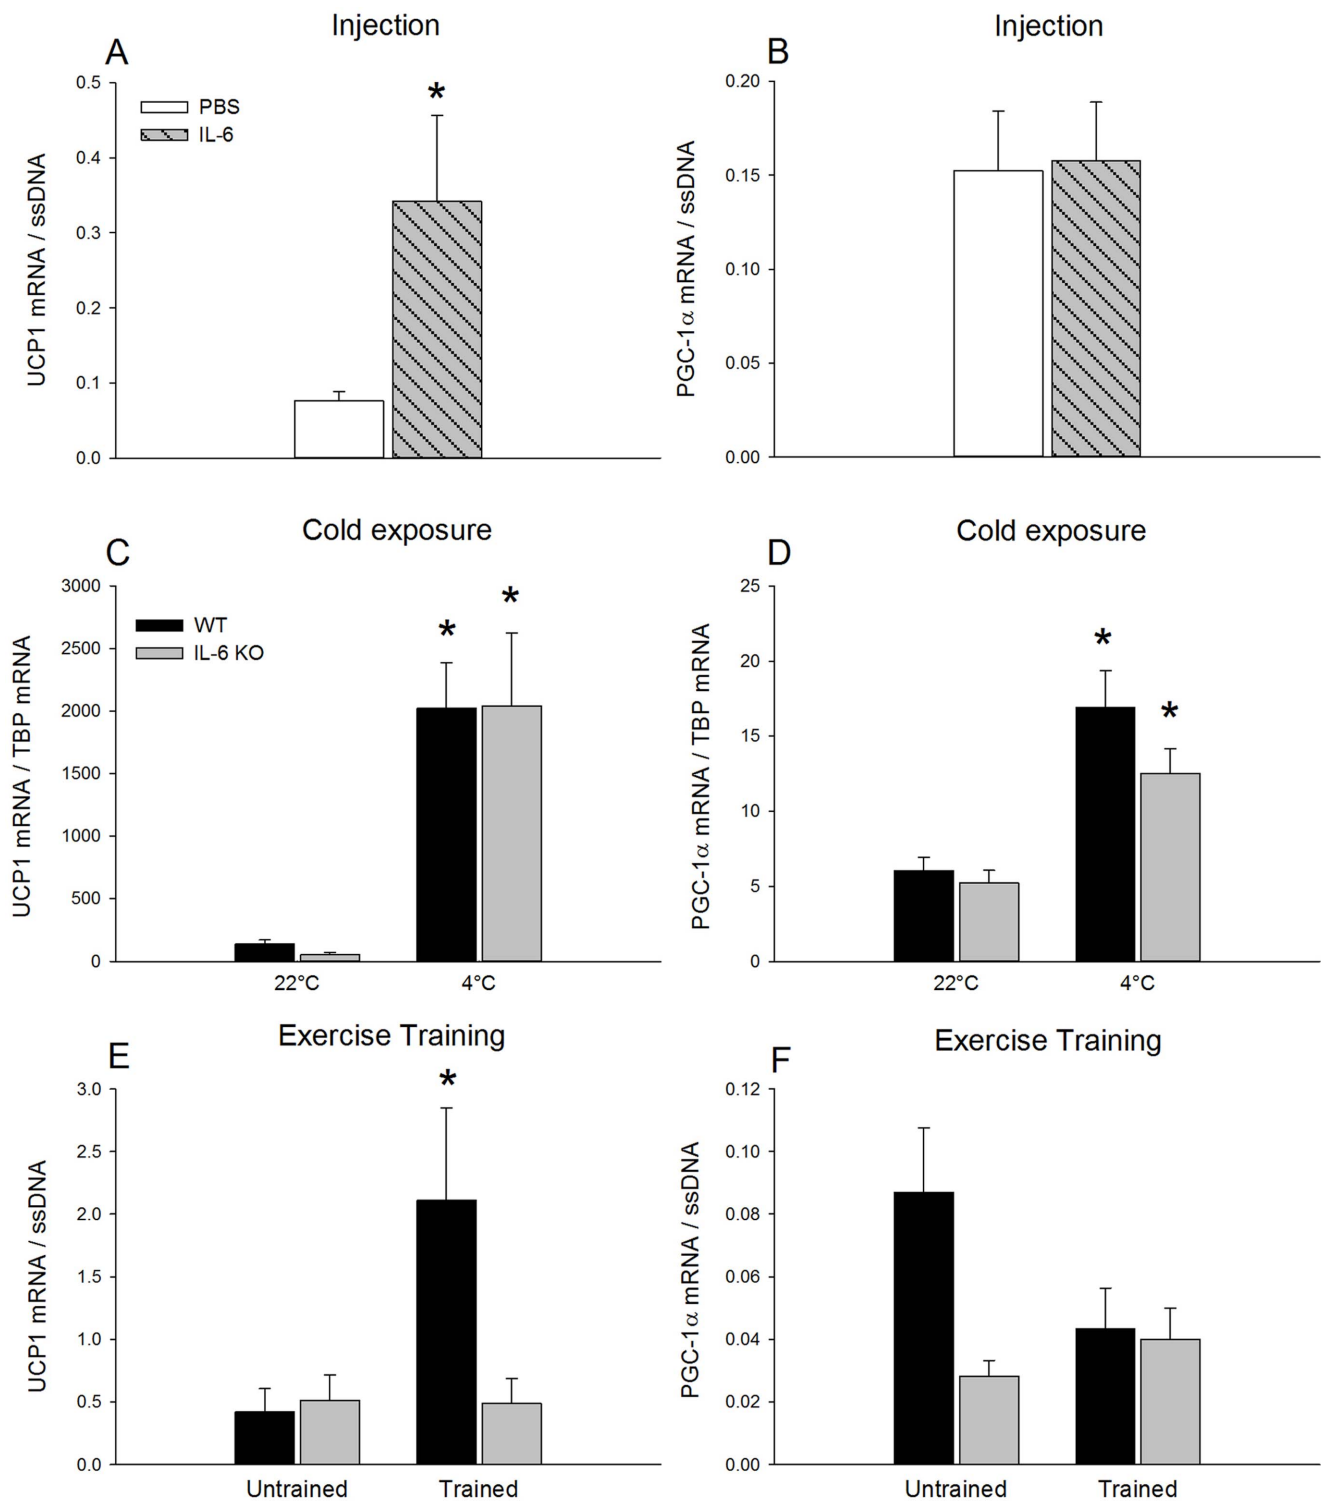 Injection
A
0.5
0.4
0.3
0.2
0.1
0.0
UCP1 mRNA / ssDNA
PBS
IL-6
*
Injection
B
0.20
0.15
0.10
0.05
0.00
PGC-1α mRNA / ssDNA
Cold exposure
C
3000
2500
2000
1500
1000
500
0
UCP1 mRNA / TBP mRNA
WT
IL-6 KO
*
*
22°C
4°C
Cold exposure
D
25
20
15
10
5
0
PGC-1α mRNA / TBP mRNA
*
*
22°C
4°C
Exercise Training
E
3.0
2.5
2.0
1.5
1.0
0.5
0.0
UCP1 mRNA / ssDNA
*
Untrained
Trained
Exercise Training
F
0.12
0.10
0.08
0.06
0.04
0.02
0.00
PGC-1α mRNA / ssDNA
Untrained
Trained